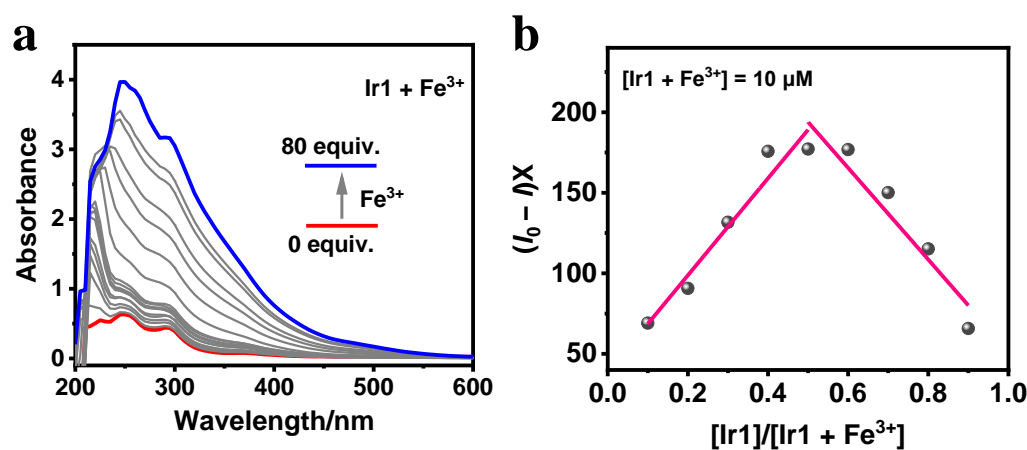 a
Ir1 + Fe³⁺
80 equiv.
Fe³⁺
0 equiv.
Absorbance
4
3
2
1
0
200 300 400 500 600
Wavelength/nm
b
[Ir1 + Fe³⁺] = 10 μM
(I₀ – I)X
200
150
100
50
0.0 0.2 0.4 0.6 0.8 1.0
[Ir1]/[Ir1 + Fe³⁺]